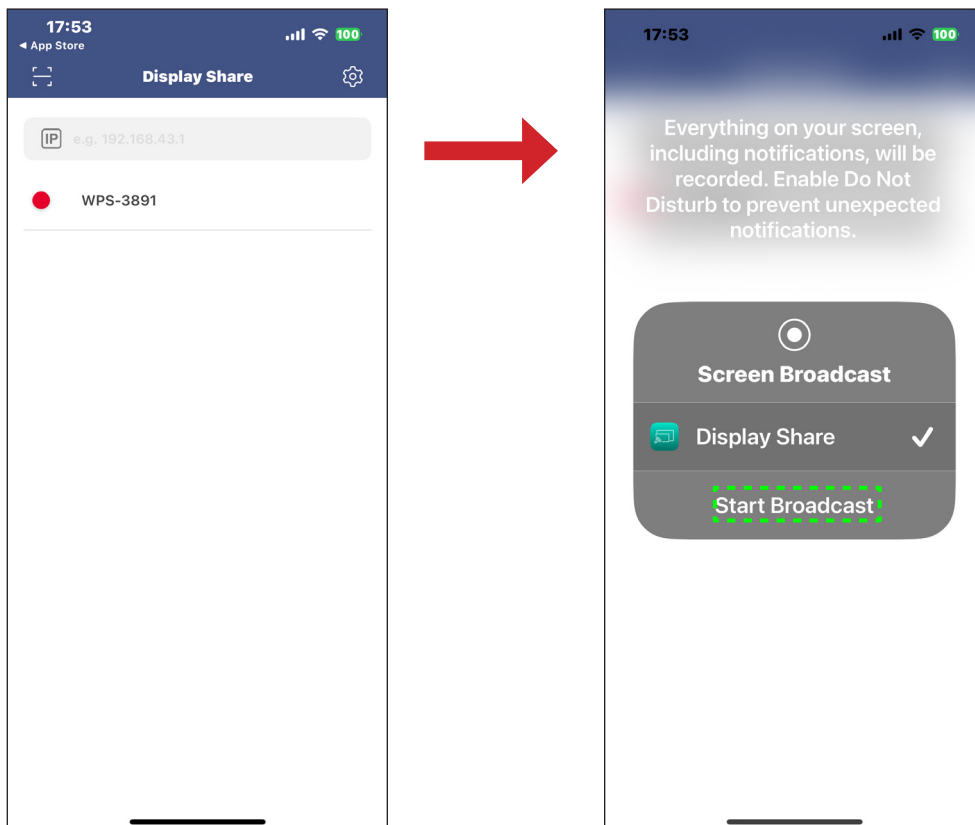 17:53
100
◀ App Store
Display Share
IP e.g. 192.168.43.1
WPS-3891
17:53
100
Everything on your screen,
including notifications, will be
recorded. Enable Do Not
Disturb to prevent unexpected
notifications.
Screen Broadcast
Display Share
Start Broadcast